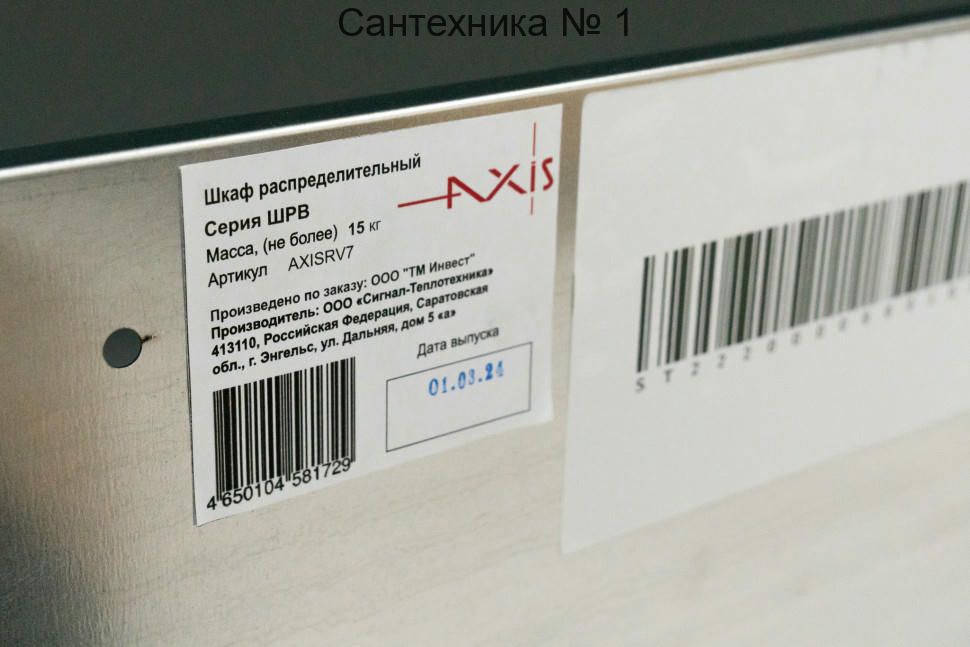 Сантехника № 1
AXIS
Шкаф распределительный
Серия ШРВ
Масса, (не более) 15 кг
Артикул AXISRV7
Произведено по заказу: ООО "ТМ Инвест"
Производитель: ООО «Сигнал-Теплотехника»
413110, Российская Федерация, Саратовская
обл., г. Энгельс, ул. Дальняя, дом 5 «а»
Дата выпуска
01.03.24
4 650104 581729